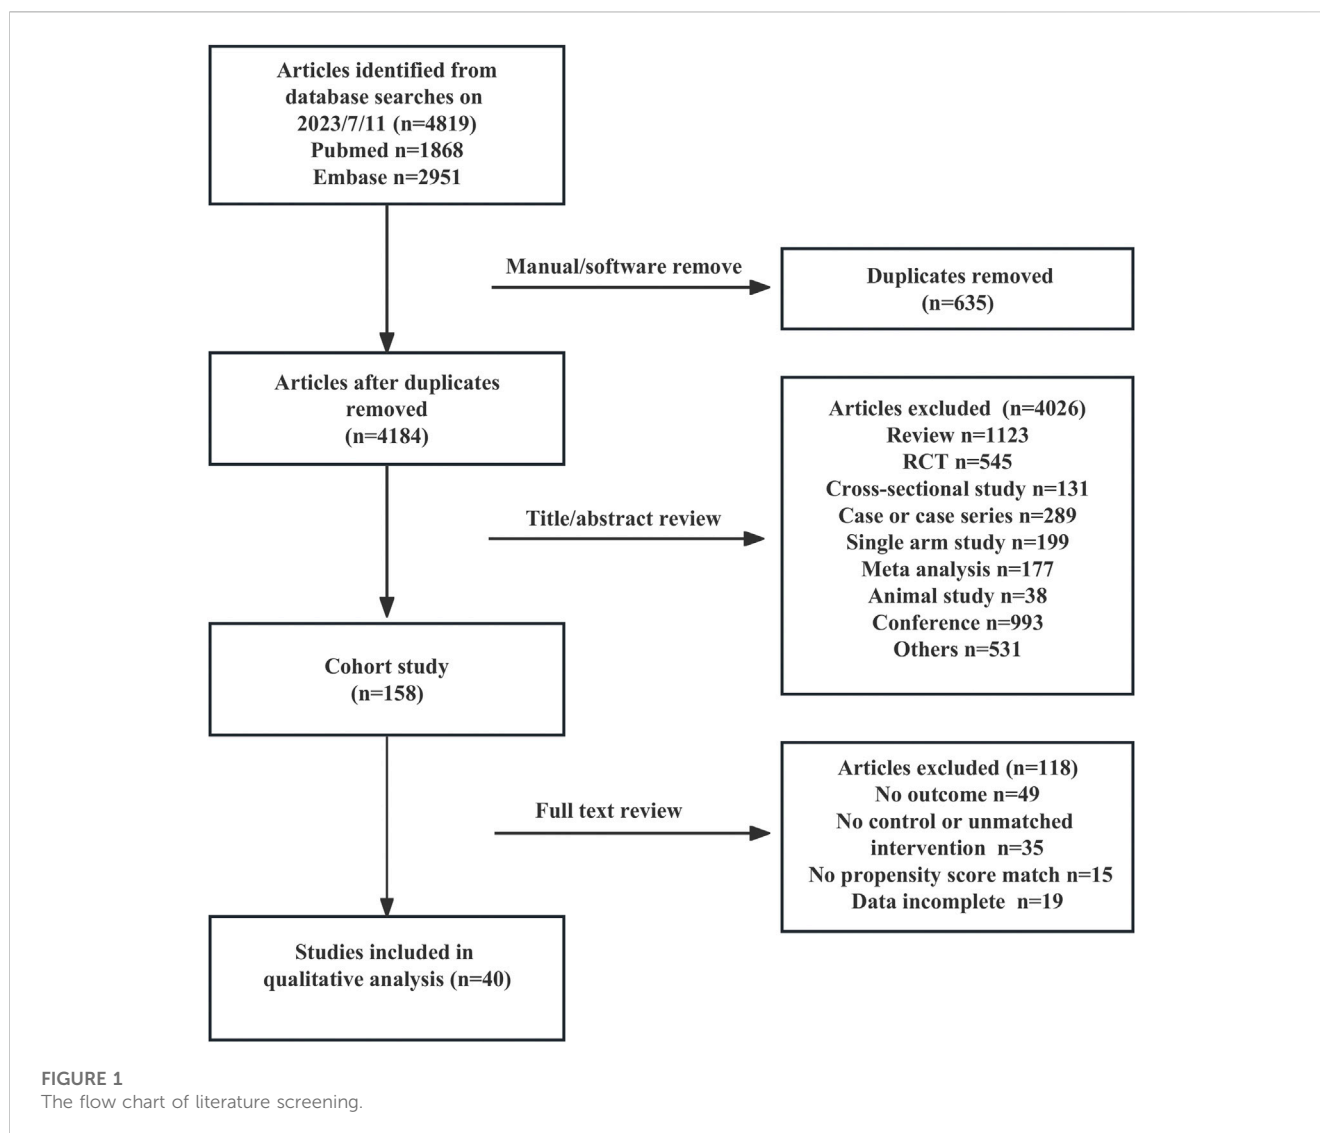 Articles identified from
database searches on
2023/7/11 (n=4819)
Pubmed n=1868
Embase n=2951
Manual/software remove
Duplicates removed
(n=635)
Articles after duplicates
removed
(n=4184)
Title/abstract review
Articles excluded (n=4026)
Review n=1123
RCT n=545
Cross-sectional study n=131
Case or case series n=289
Single arm study n=199
Meta analysis n=177
Animal study n=38
Conference n=993
Others n=531
Cohort study
(n=158)
Full text review
Articles excluded (n=118)
No outcome n=49
No control or unmatched
intervention n=35
No propensity score match n=15
Data incomplete n=19
Studies included in
qualitative analysis (n=40)
FIGURE 1
The flow chart of literature screening.